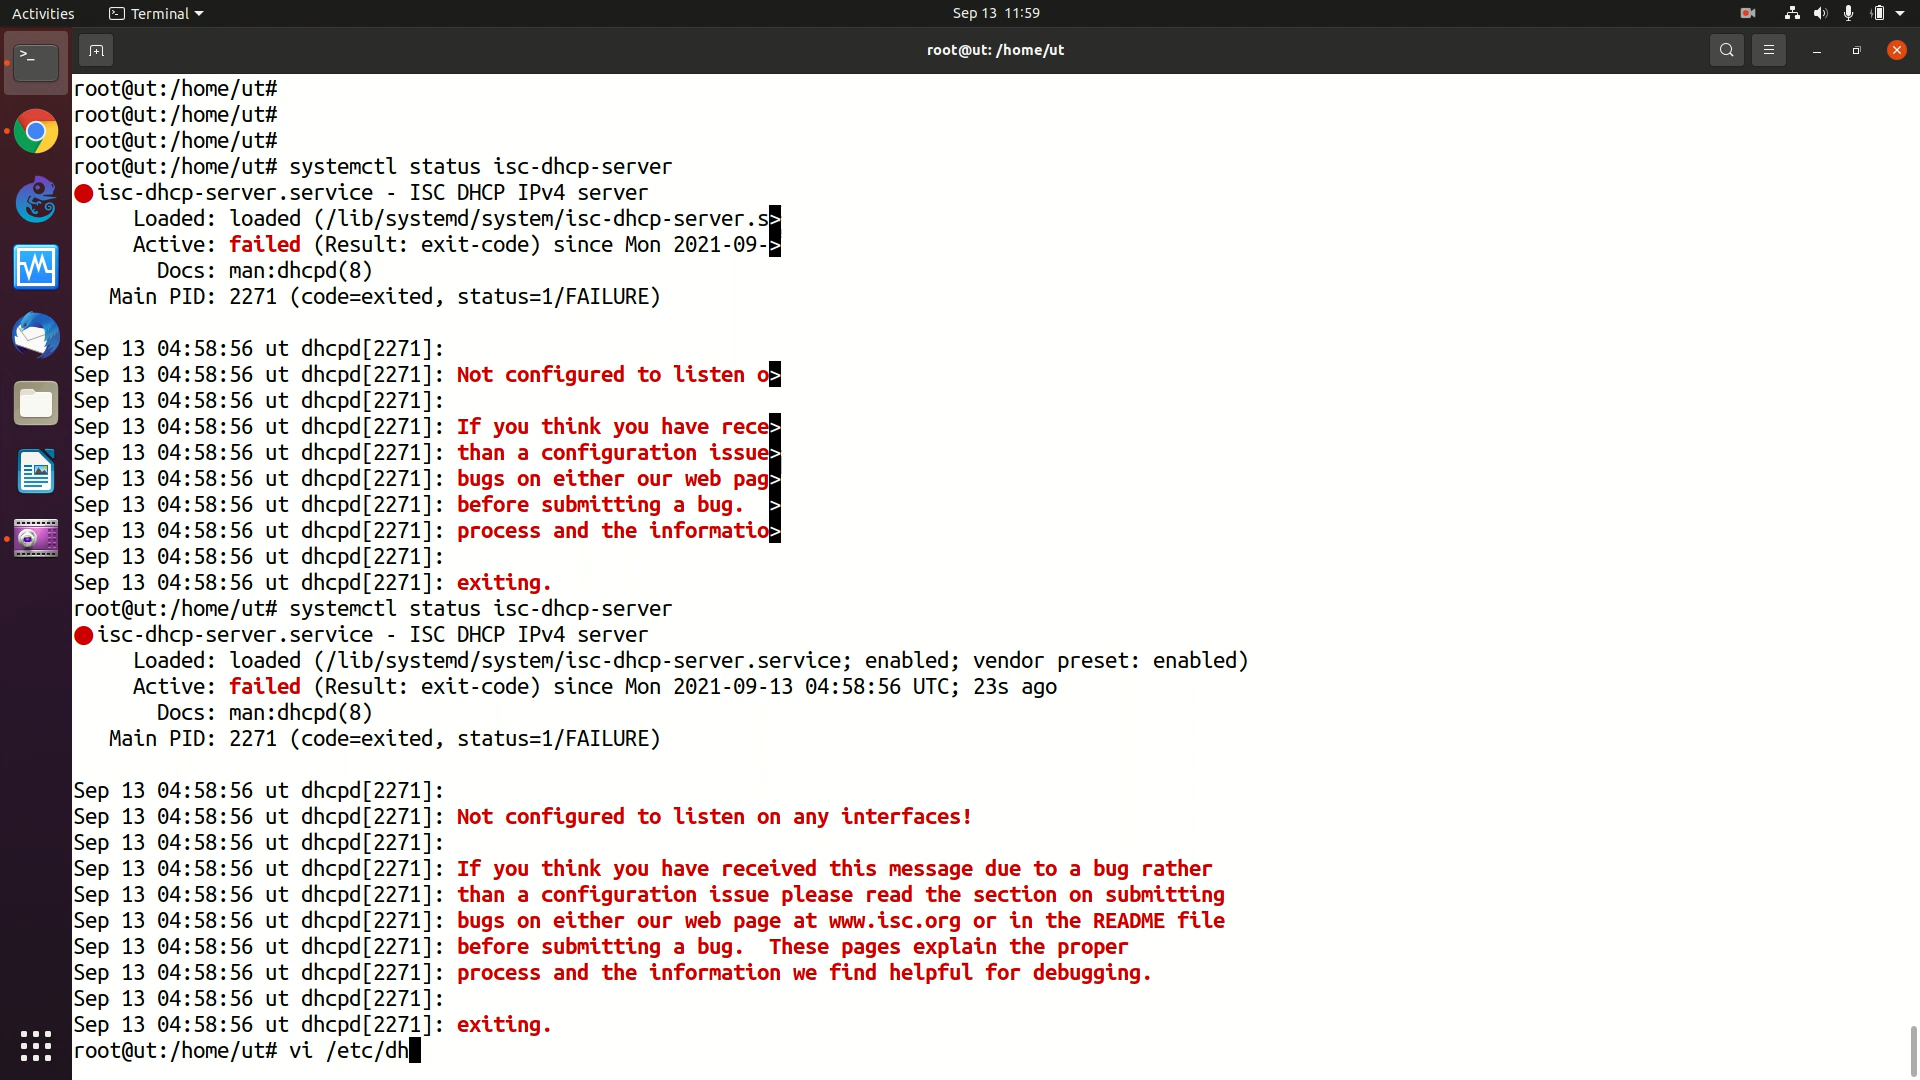 Activities
Terminal
Sep 13 11:59
root@ut: /home/ut
root@ut:/home/ut#
root@ut:/home/ut#
root@ut:/home/ut#
root@ut:/home/ut# systemctl status isc-dhcp-server
● isc-dhcp-server.service - ISC DHCP IPv4 server
Loaded: loaded (/lib/systemd/system/isc-dhcp-server.s>
Active: failed (Result: exit-code) since Mon 2021-09->
Docs: man:dhcpd(8)
Main PID: 2271 (code=exited, status=1/FAILURE)
Sep 13 04:58:56 ut dhcpd[2271]:
Sep 13 04:58:56 ut dhcpd[2271]: Not configured to listen o>
Sep 13 04:58:56 ut dhcpd[2271]:
Sep 13 04:58:56 ut dhcpd[2271]: If you think you have rece>
Sep 13 04:58:56 ut dhcpd[2271]: than a configuration issue>
Sep 13 04:58:56 ut dhcpd[2271]: bugs on either our web pag>
Sep 13 04:58:56 ut dhcpd[2271]: before submitting a bug.  >
Sep 13 04:58:56 ut dhcpd[2271]: process and the informatio>
Sep 13 04:58:56 ut dhcpd[2271]:
Sep 13 04:58:56 ut dhcpd[2271]: exiting.
root@ut:/home/ut# systemctl status isc-dhcp-server
● isc-dhcp-server.service - ISC DHCP IPv4 server
Loaded: loaded (/lib/systemd/system/isc-dhcp-server.service; enabled; vendor preset: enabled)
Active: failed (Result: exit-code) since Mon 2021-09-13 04:58:56 UTC; 23s ago
Docs: man:dhcpd(8)
Main PID: 2271 (code=exited, status=1/FAILURE)
Sep 13 04:58:56 ut dhcpd[2271]:
Sep 13 04:58:56 ut dhcpd[2271]: Not configured to listen on any interfaces!
Sep 13 04:58:56 ut dhcpd[2271]:
Sep 13 04:58:56 ut dhcpd[2271]: If you think you have received this message due to a bug rather
Sep 13 04:58:56 ut dhcpd[2271]: than a configuration issue please read the section on submitting
Sep 13 04:58:56 ut dhcpd[2271]: bugs on either our web page at www.isc.org or in the README file
Sep 13 04:58:56 ut dhcpd[2271]: before submitting a bug.  These pages explain the proper
Sep 13 04:58:56 ut dhcpd[2271]: process and the information we find helpful for debugging.
Sep 13 04:58:56 ut dhcpd[2271]:
Sep 13 04:58:56 ut dhcpd[2271]: exiting.
root@ut:/home/ut# vi /etc/dh